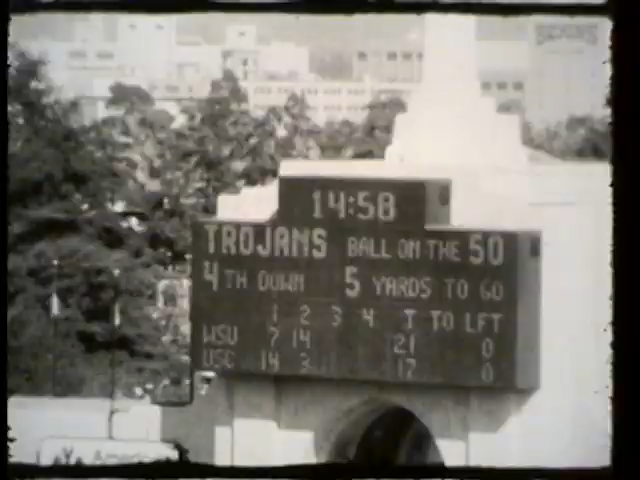 14:58
TROJANS BALL ON THE 50
4 TH DOWN 5 YARDS TO GO
1 2 3 4 T TO LFT
WSU 7 14 21 0
USC 14 3 17 0
America